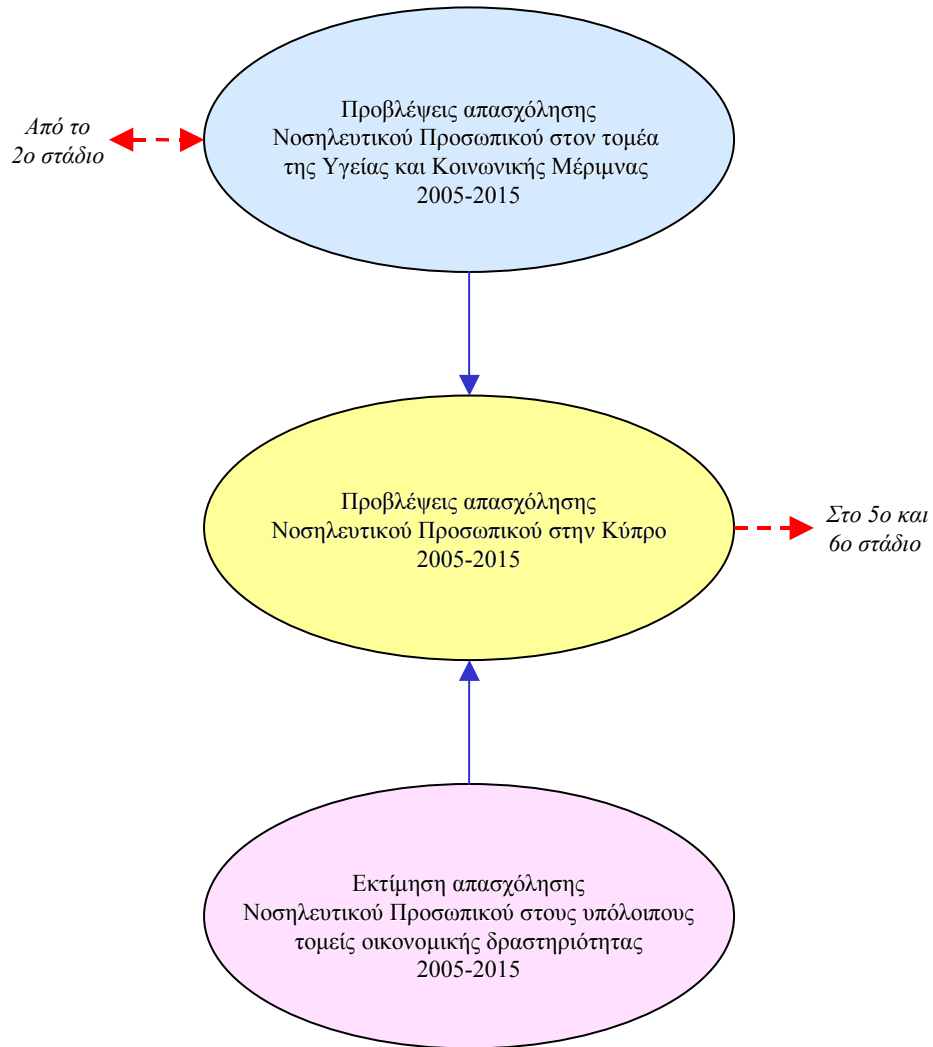 Προβλέψεις απασχόλησης
Νοσηλευτικού Προσωπικού στον τομέα
της Υγείας και Κοινωνικής Μέριμνας
2005-2015
Από το
2ο στάδιο
Προβλέψεις απασχόλησης
Νοσηλευτικού Προσωπικού στην Κύπρο
2005-2015
Στο 5ο και
6ο στάδιο
Εκτίμηση απασχόλησης
Νοσηλευτικού Προσωπικού στους υπόλοιπους
τομείς οικονομικής δραστηριότητας
2005-2015